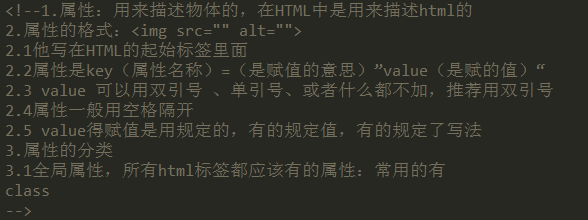 <!--1.属性：用来描述物体的，在HTML中是用来描述html的
2.属性的格式：<img src="" alt="">
2.1他写在HTML的起始标签里面
2.2属性是key（属性名称）=（是赋值的意思）”value（是赋的值）“
2.3 value 可以用双引号 、单引号、或者什么都不加，推荐用双引号
2.4属性一般用空格隔开
2.5 value得赋值是用规定的，有的规定值，有的规定了写法
3.属性的分类
3.1全局属性，所有html标签都应该有的属性：常用的有
class
-->